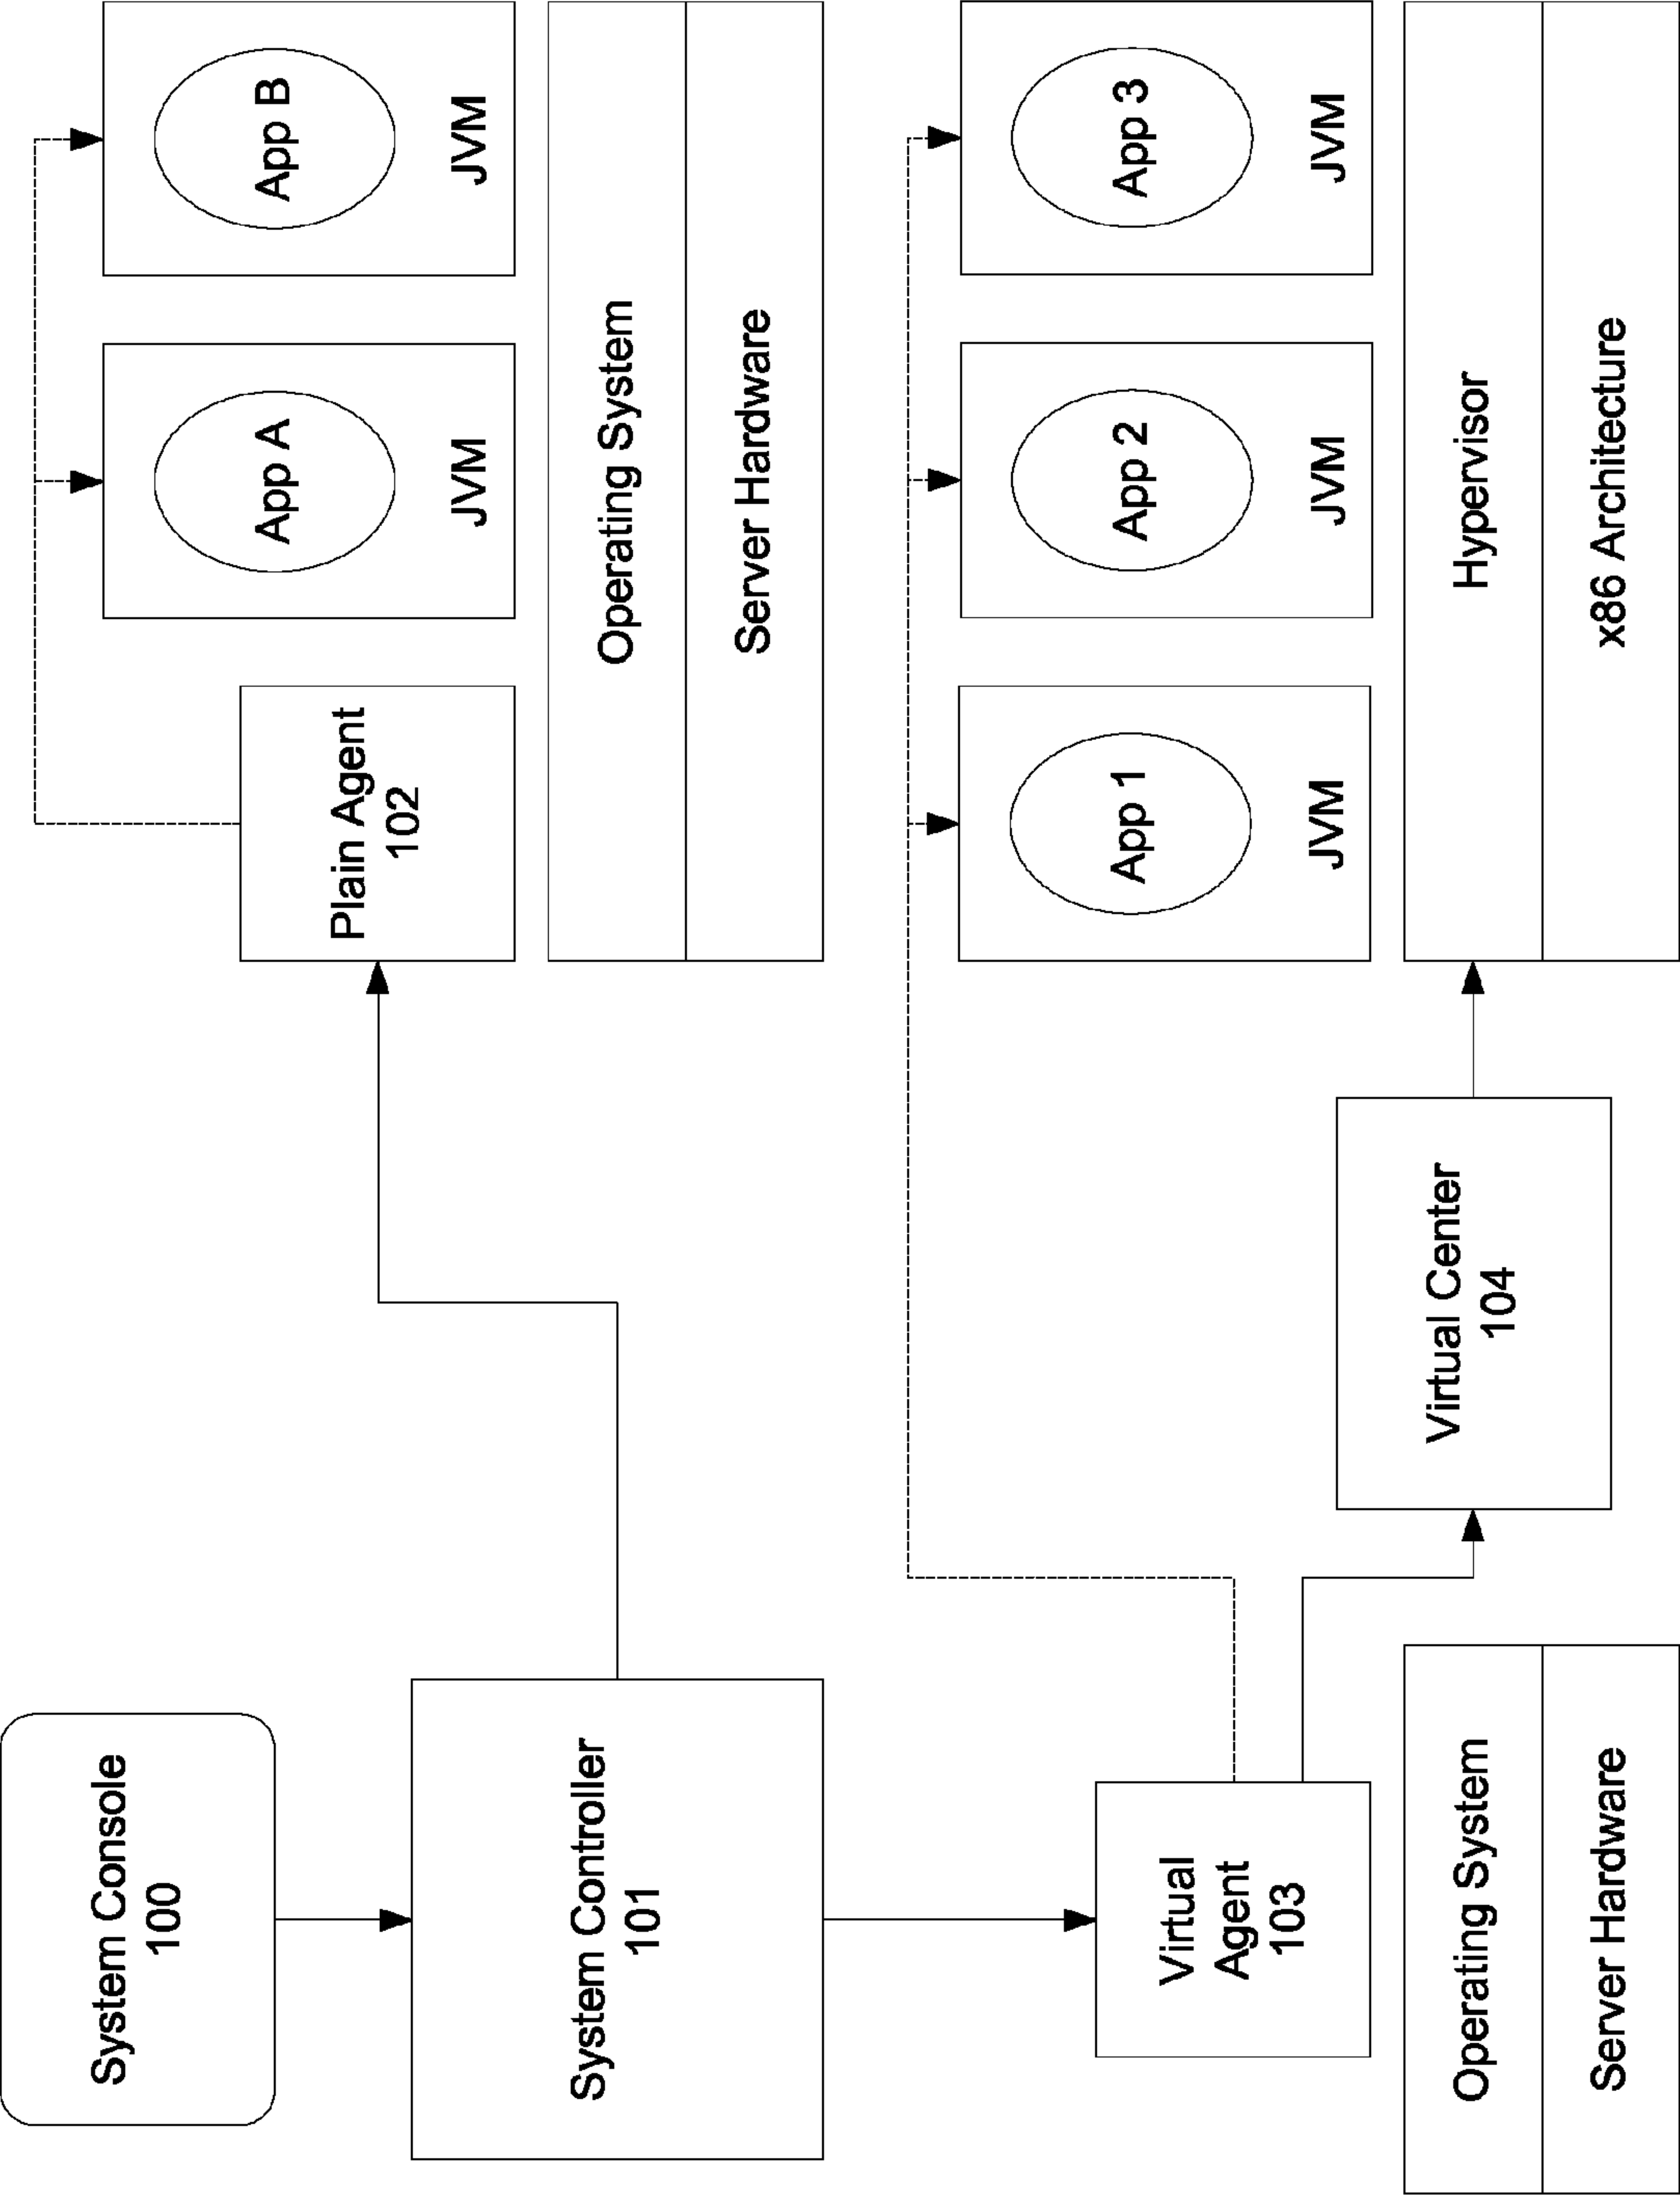 System Console
100
System Controller
101
Plain Agent
102
App A
JVM
App B
JVM
Operating System
Server Hardware
Virtual
Agent
103
Operating System
Server Hardware
Virtual Center
104
App 1
JVM
App 2
JVM
App 3
JVM
Hypervisor
x86 Architecture